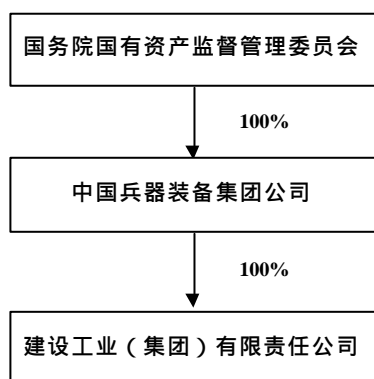 国务院国有资产监督管理委员会
100%
中国兵器装备集团公司
100%
建设工业（集团）有限责任公司